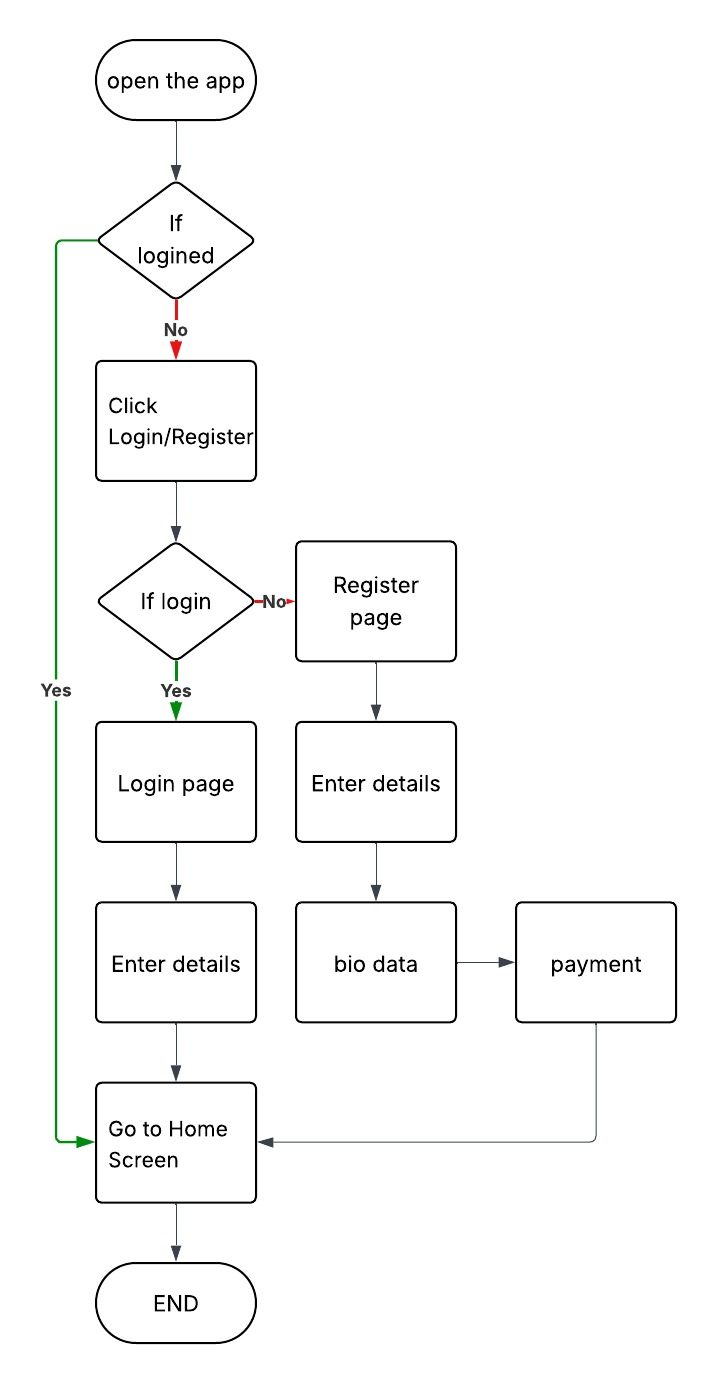 open the app
If
logined
No
Click
Login/Register
If login
No
Register
page
Yes
Yes
Login page
Enter details
Enter details
bio data
payment
Go to Home
Screen
END